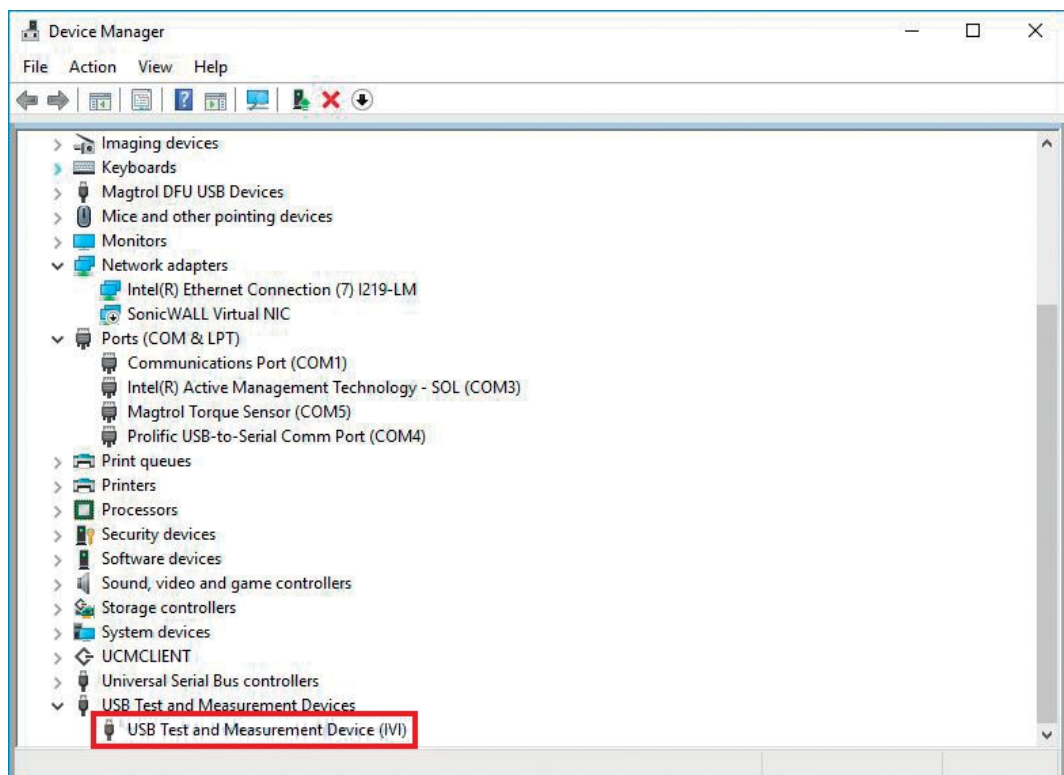 Device Manager
File Action View Help
Imaging devices
Keyboards
Magtrol DFU USB Devices
Mice and other pointing devices
Monitors
Network adapters
Intel(R) Ethernet Connection (7) I219-LM
SonicWALL Virtual NIC
Ports (COM & LPT)
Communications Port (COM1)
Intel(R) Active Management Technology - SOL (COM3)
Magtrol Torque Sensor (COM5)
Prolific USB-to-Serial Comm Port (COM4)
Print queues
Printers
Processors
Security devices
Software devices
Sound, video and game controllers
Storage controllers
System devices
UCMCLIENT
Universal Serial Bus controllers
USB Test and Measurement Devices
USB Test and Measurement Device (IVI)